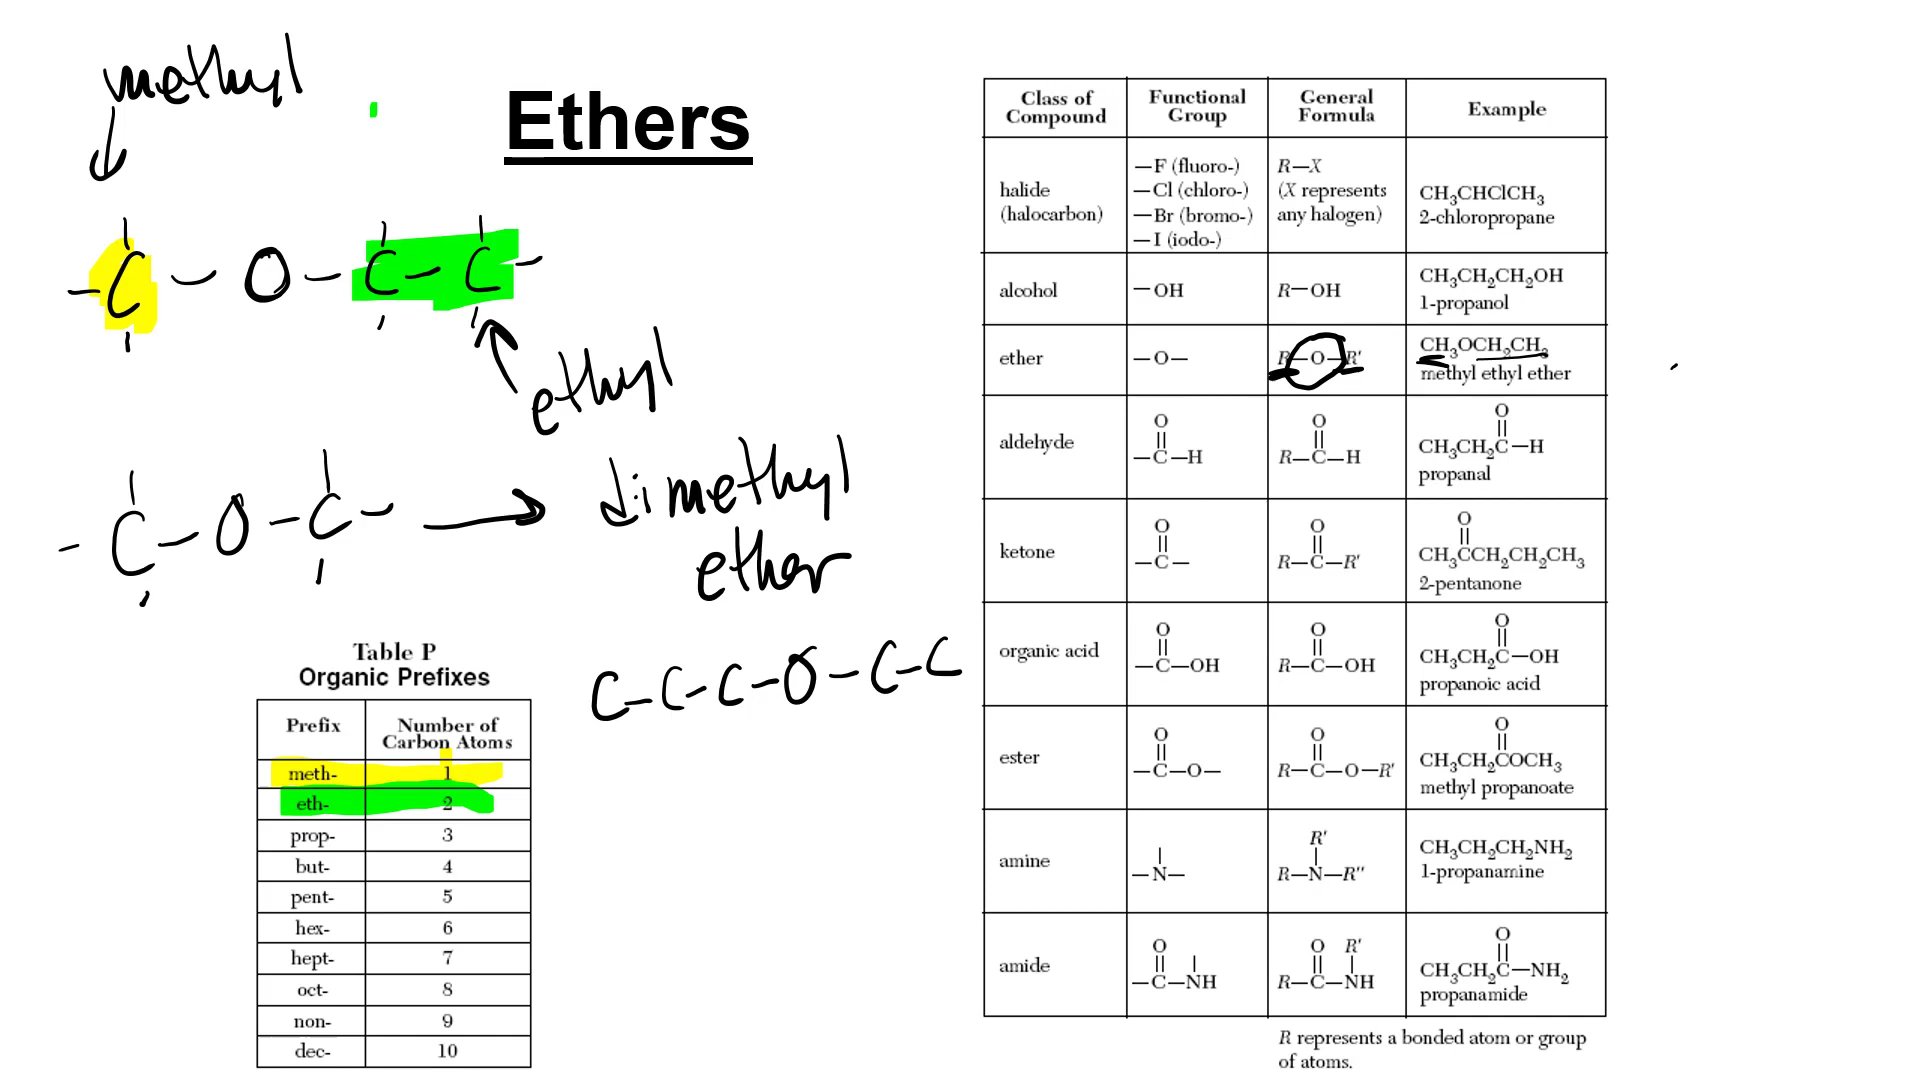 methyl
Ethers
- C - O - C - C -
ethyl
- C - O - C - → dimethyl
ether
C-C-C-O-C-C
Table P
Organic Prefixes
Prefix Number of Carbon Atoms
meth- 1
eth- 2
prop- 3
but- 4
pent- 5
hex- 6
hept- 7
oct- 8
non- 9
dec- 10
Class of Compound Functional Group General Formula Example
halide (halocarbon)
—F (fluoro-)
—Cl (chloro-)
—Br (bromo-)
—I (iodo-)
R—X
(X represents
any halogen)
CH₃CHClCH₃
2-chloropropane
alcohol —OH R—OH CH₃CH₂CH₂OH
1-propanol
ether —O— R—O—R′ CH₃OCH₂CH₃
methyl ethyl ether
aldehyde
O O O
—C—H R—C—H CH₃CH₂C—H
propanal
ketone
O O O
—C— R—C—R′ CH₃CCH₂CH₂CH₃
2-pentanone
organic acid
O O O
—C—OH R—C—OH CH₃CH₂C—OH
propanoic acid
ester
O O O
—C—O— R—C—O—R′ CH₃CH₂COCH₃
methyl propanoate
amine
R′
—N— R—N—R″ CH₃CH₂CH₂NH₂
1-propanamine
amide
O O R′ O
—C—NH R—C—NH CH₃CH₂C—NH₂
propanamide
R represents a bonded atom or group
of atoms.